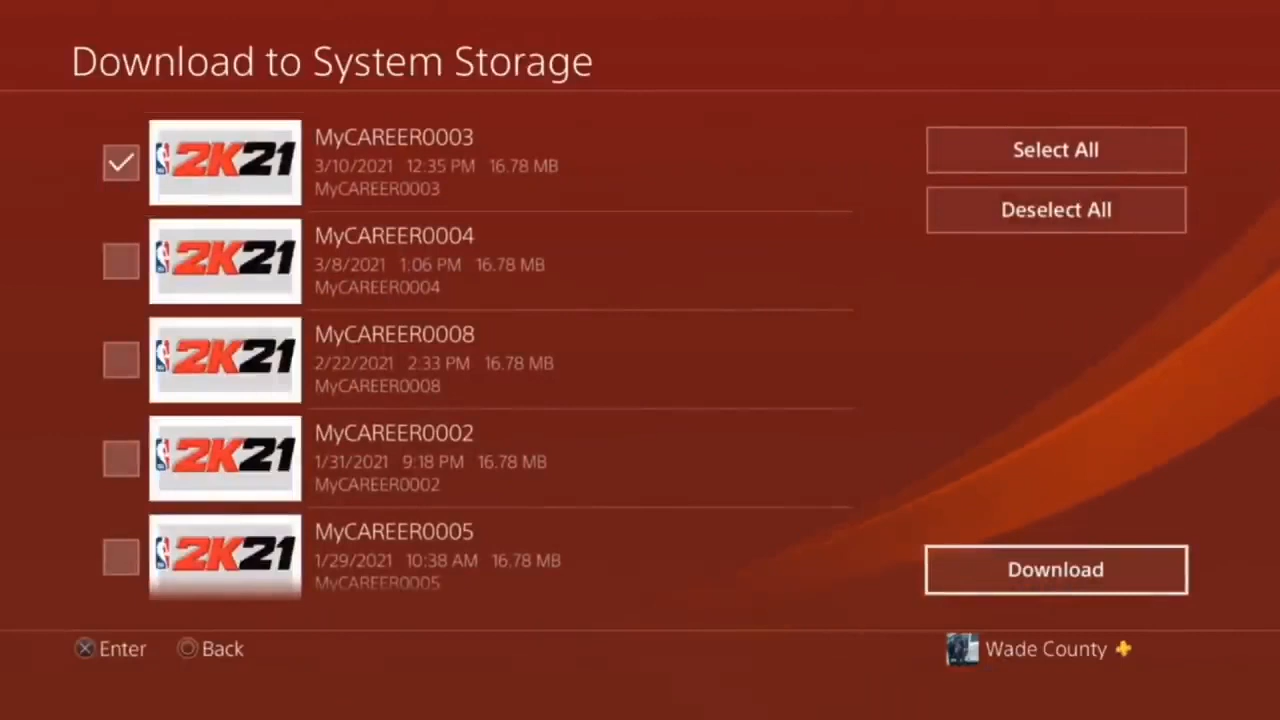 Download to System Storage
MyCAREER0003
3/10/2021 12:35 PM 16.78 MB
MyCAREER0003
2K21
MyCAREER0004
3/8/2021 1:06 PM 16.78 MB
MyCAREER0004
2K21
MyCAREER0008
2/22/2021 2:33 PM 16.78 MB
MyCAREER0008
2K21
MyCAREER0002
1/31/2021 9:18 PM 16.78 MB
MyCAREER0002
2K21
MyCAREER0005
1/29/2021 10:38 AM 16.78 MB
MyCAREER0005
2K21
Select All
Deselect All
Download
Enter
Back
Wade County